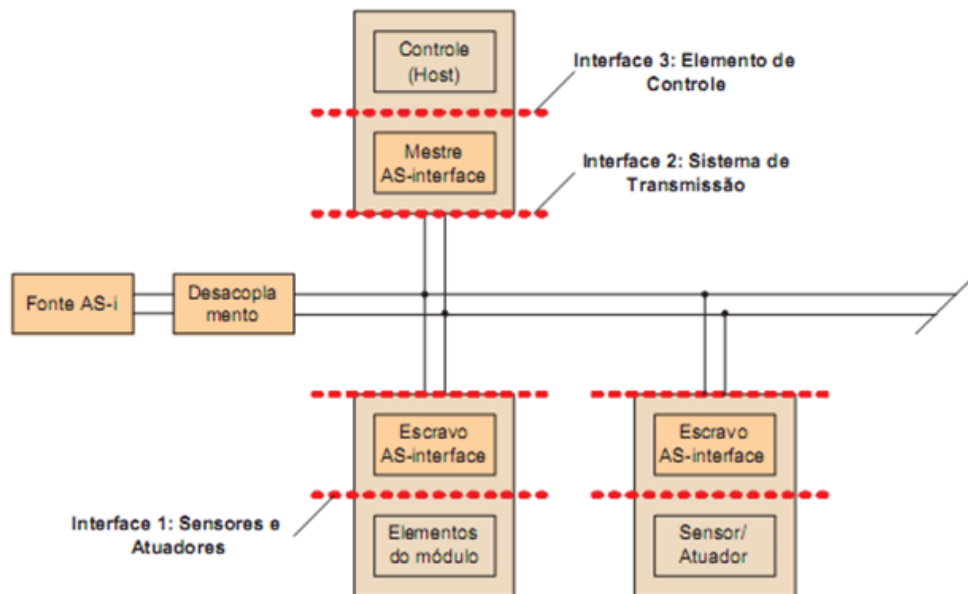 Controle
(Host)
Interface 3: Elemento de
Controle
Mestre
AS-interface
Interface 2: Sistema de
Transmissão
Fonte AS-i
Desacopla
mento
Escravo
AS-interface
Escravo
AS-interface
Interface 1: Sensores e
Atuadores
Elementos
do módulo
Sensor/
Atuador